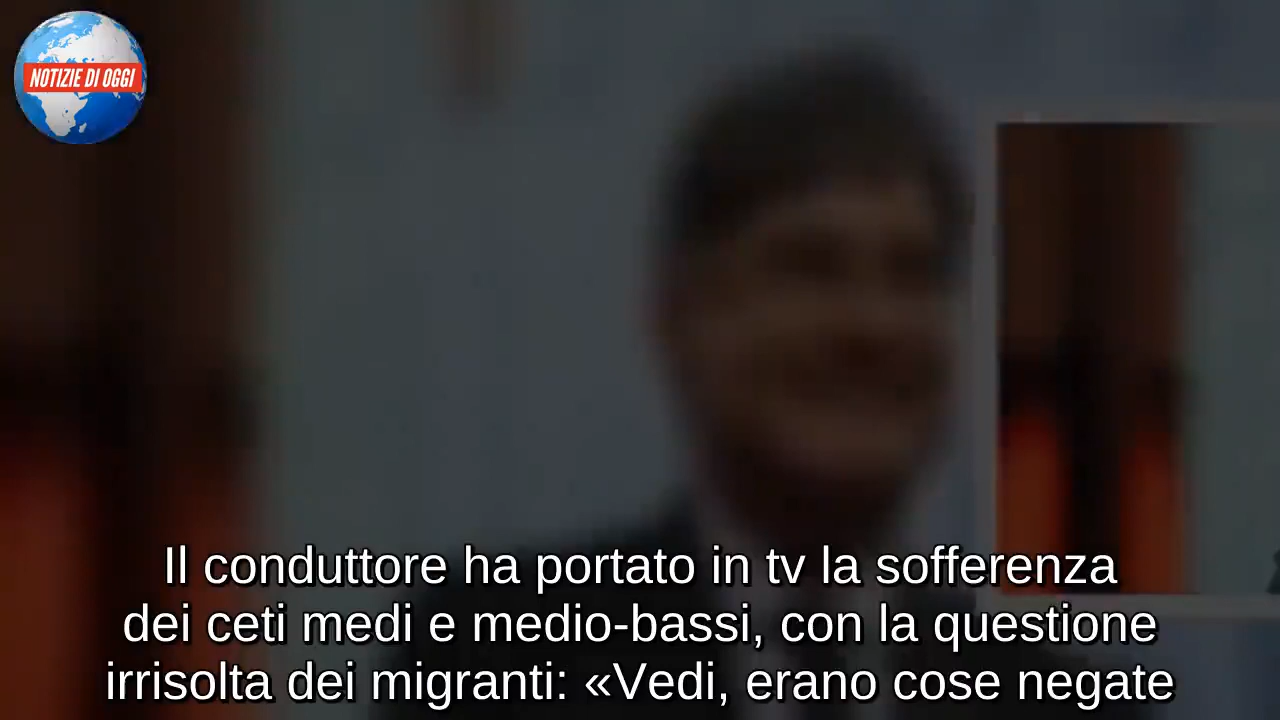 NOTIZIE DI OGGI
Il conduttore ha portato in tv la sofferenza
dei ceti medi e medio-bassi, con la questione
irrisolta dei migranti: «Vedi, erano cose negate